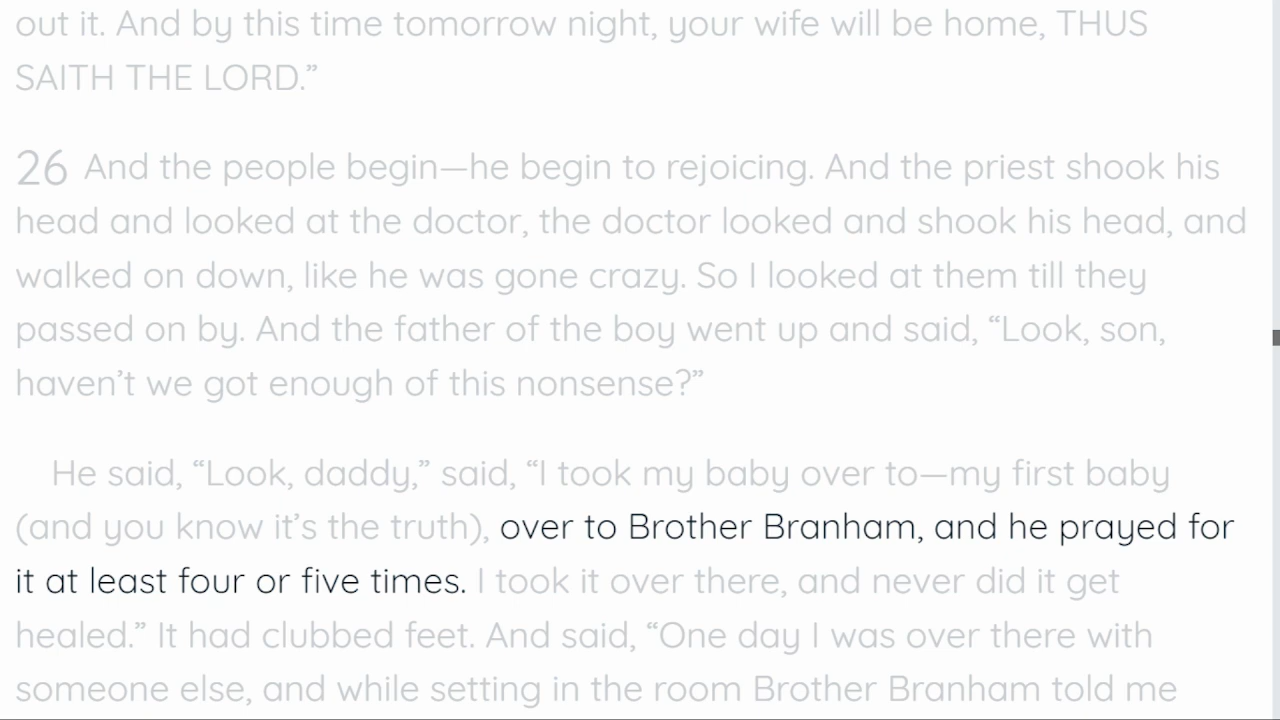 out it. And by this time tomorrow night, your wife will be home, THUS
SAITH THE LORD.”
26 And the people begin—he begin to rejoicing. And the priest shook his
head and looked at the doctor, the doctor looked and shook his head, and
walked on down, like he was gone crazy. So I looked at them till they
passed on by. And the father of the boy went up and said, “Look, son,
haven’t we got enough of this nonsense?”
He said, “Look, daddy,” said, “I took my baby over to—my first baby
(and you know it’s the truth), over to Brother Branham, and he prayed for
it at least four or five times. I took it over there, and never did it get
healed.” It had clubbed feet. And said, “One day I was over there with
someone else, and while setting in the room Brother Branham told me